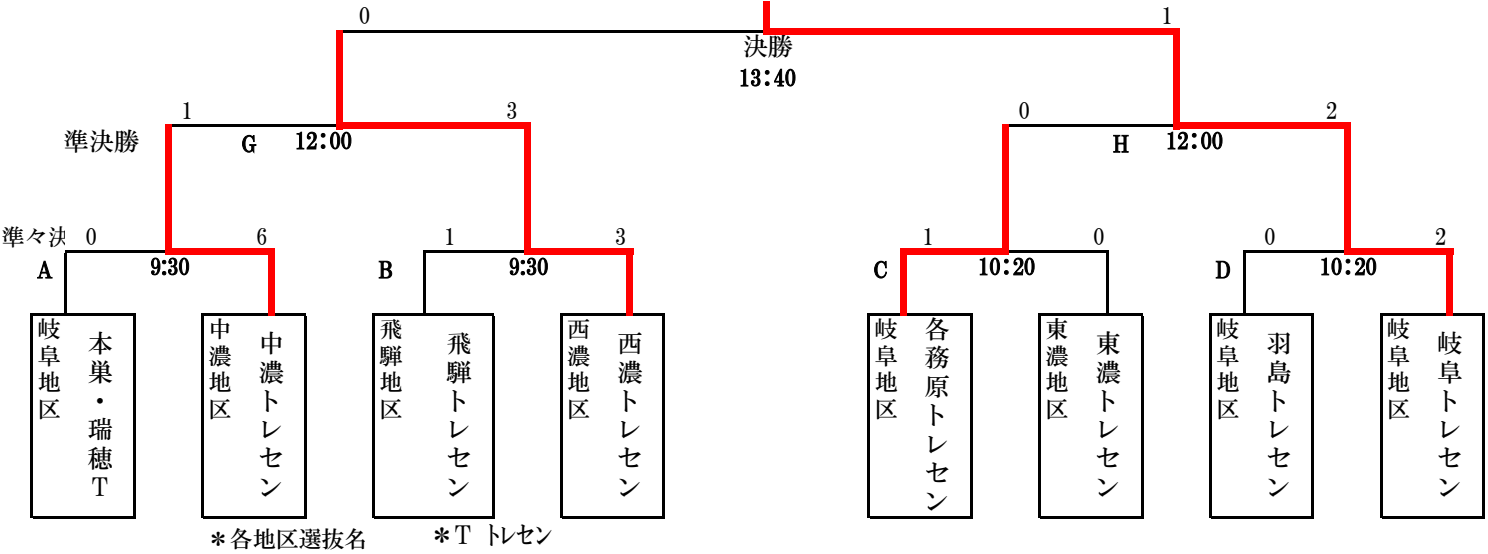 0 1
決勝
13:40
1 3 0 2
準決勝 G 12:00 H 12:00
準々決 0 6 1 3 1 0 0 2
A 9:30 B 9:30 C 10:20 D 10:20
岐阜地区
本巣・瑞穂T
中濃地区
中濃トレセン
飛騨地区
飛騨トレセン
西濃地区
西濃トレセン
岐阜地区
各務原トレセン
東濃地区
東濃トレセン
岐阜地区
羽島トレセン
岐阜地区
岐阜トレセン
*各地区選抜名 *T トレセン